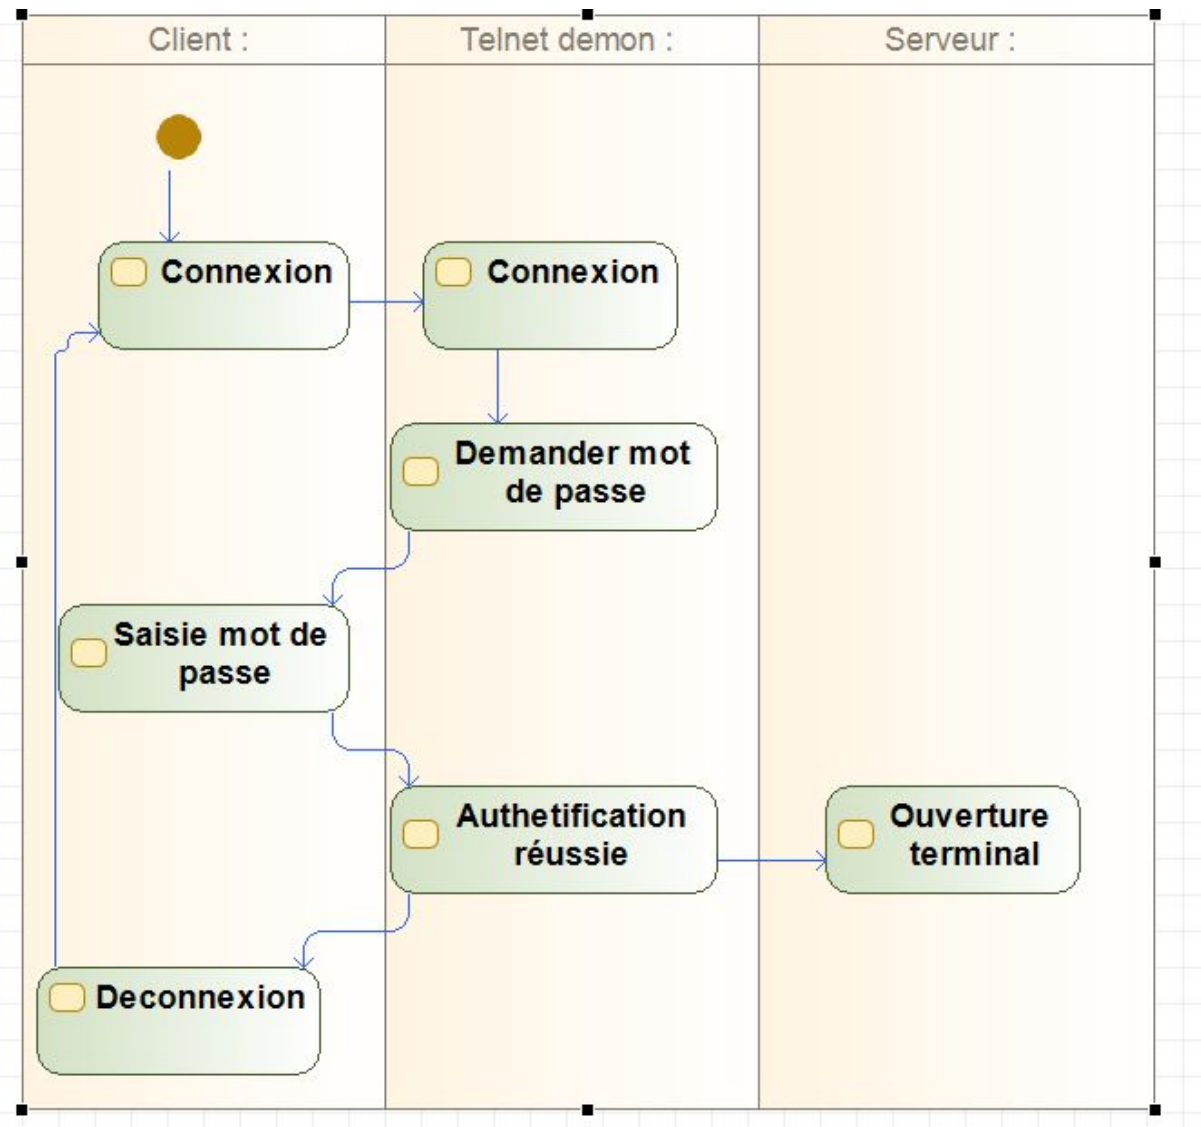 Client :
Telnet demon :
Serveur :
Connexion
Connexion
Demander mot
de passe
Saisie mot de
passe
Authetification
réussie
Ouverture
terminal
Deconnexion